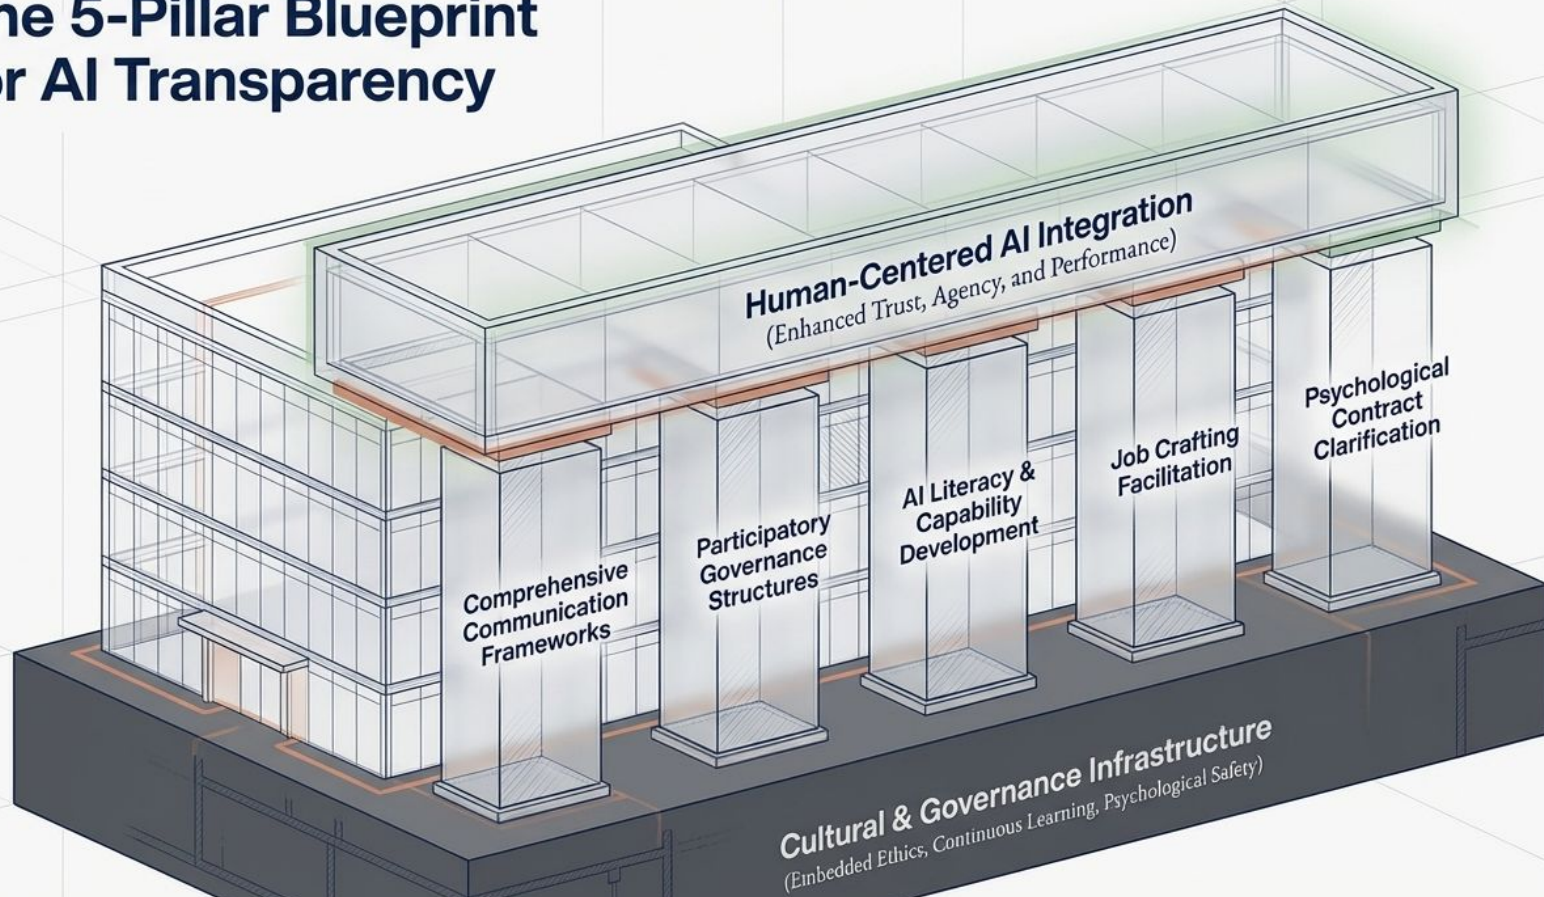 he 5-Pillar Blueprint
or AI Transparency
Human-Centered AI Integration
(Enhanced Trust, Agency, and Performance)
Comprehensive
Communication
Frameworks
Participatory
Governance
Structures
AI Literacy &
Capability
Development
Job Crafting
Facilitation
Psychological
Contract
Clarification
Cultural & Governance Infrastructure
(Embedded Ethics, Continuous Learning, Psychological Safety)